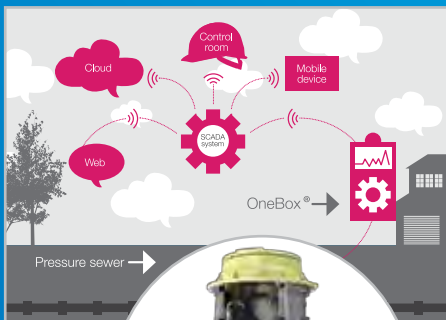 Control
room
Cloud
Mobile
device
SCADA
system
Web
OneBox®
Pressure sewer